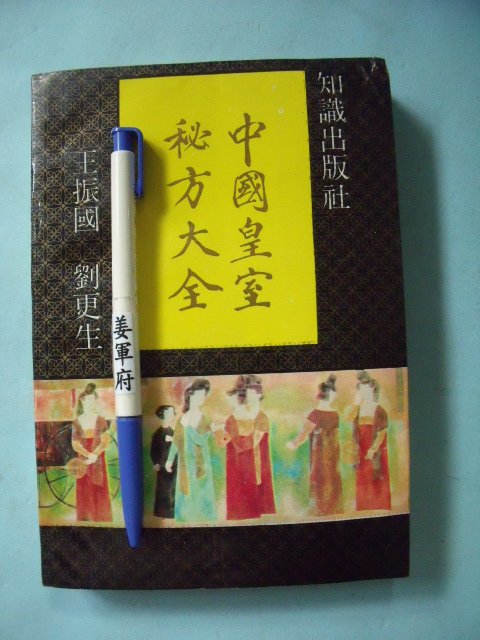 知識出版社
中國皇室
秘方大全
王振國 劉更生
姜軍府